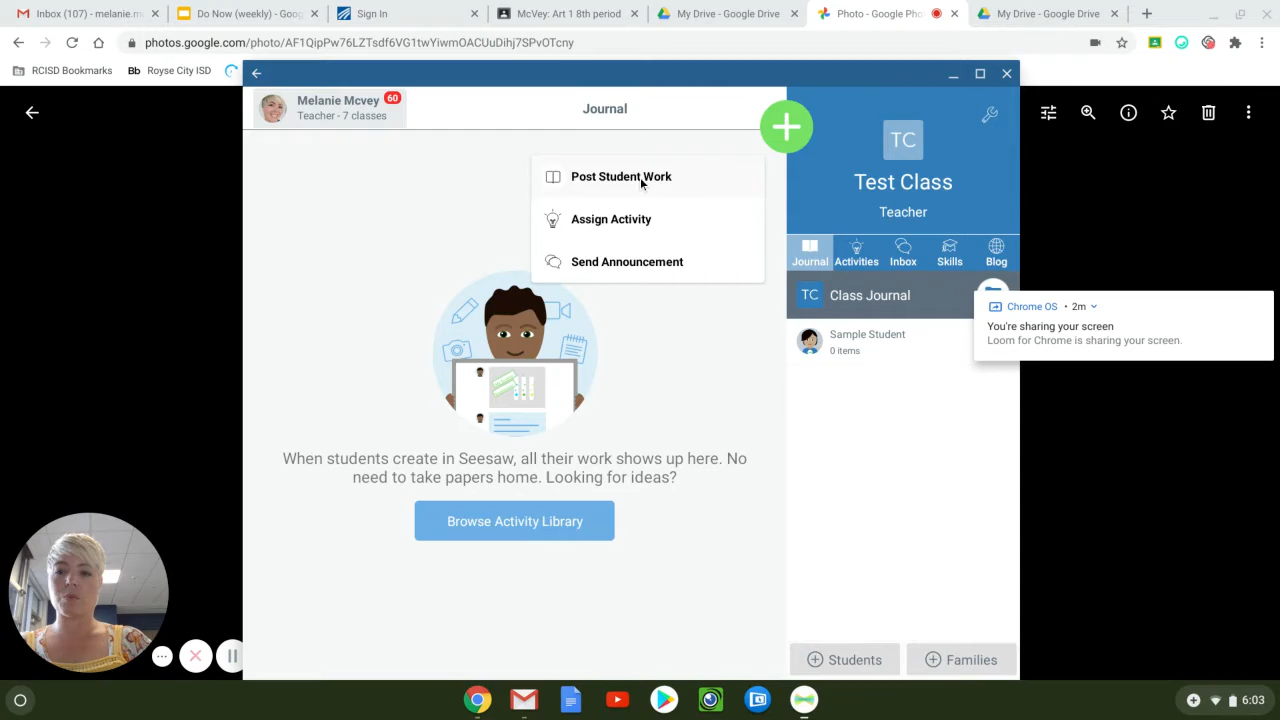 Inbox (107) - melanie.m
Do Now (weekly) - Goog
Sign In
McVey: Art 1 8th period
My Drive - Google Drive
Photo - Google Pho
My Drive - Google Drive
photos.google.com/photo/AF1QipPw76LZTsdf6VG1twYiwmOACUuDihj7SPvOTcny
RCISD Bookmarks
Bb Royse City ISD
Melanie Mcvey 60
Teacher - 7 classes
Journal
TC
Test Class
Teacher
Post Student Work
Assign Activity
Send Announcement
Journal
Activities
Inbox
Skills
Blog
TC Class Journal
Sample Student
0 items
Chrome OS • 2m
You're sharing your screen
Loom for Chrome is sharing your screen.
When students create in Seesaw, all their work shows up here. No
need to take papers home. Looking for ideas?
Browse Activity Library
Students
Families
6:03